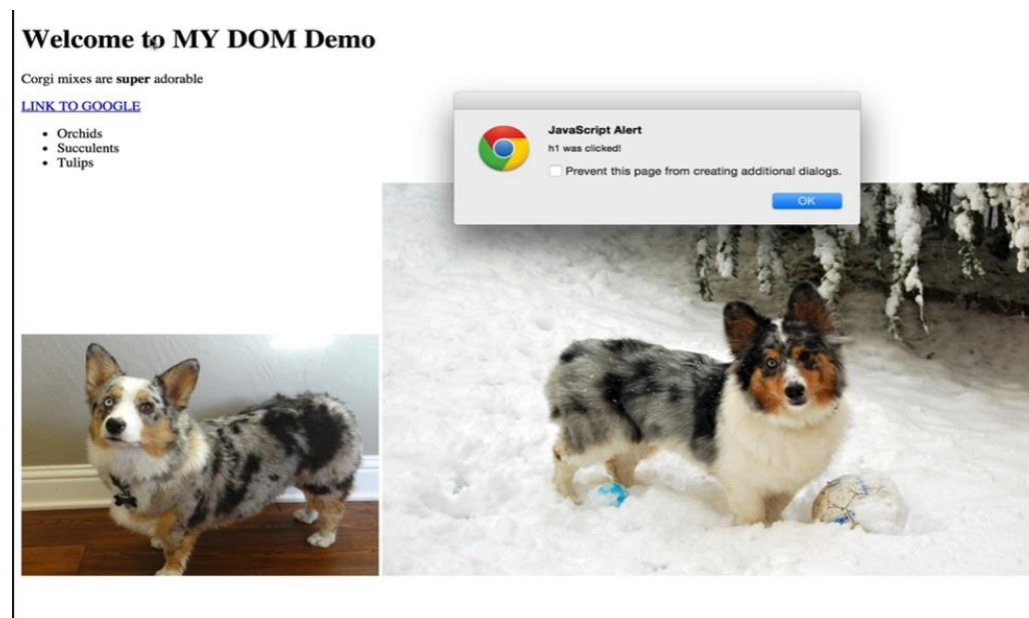 Welcome to MY DOM Demo
Corgi mixes are super adorable
LINK TO GOOGLE
Orchids
Succulents
Tulips
JavaScript Alert
h1 was clicked!
Prevent this page from creating additional dialogs.
OK